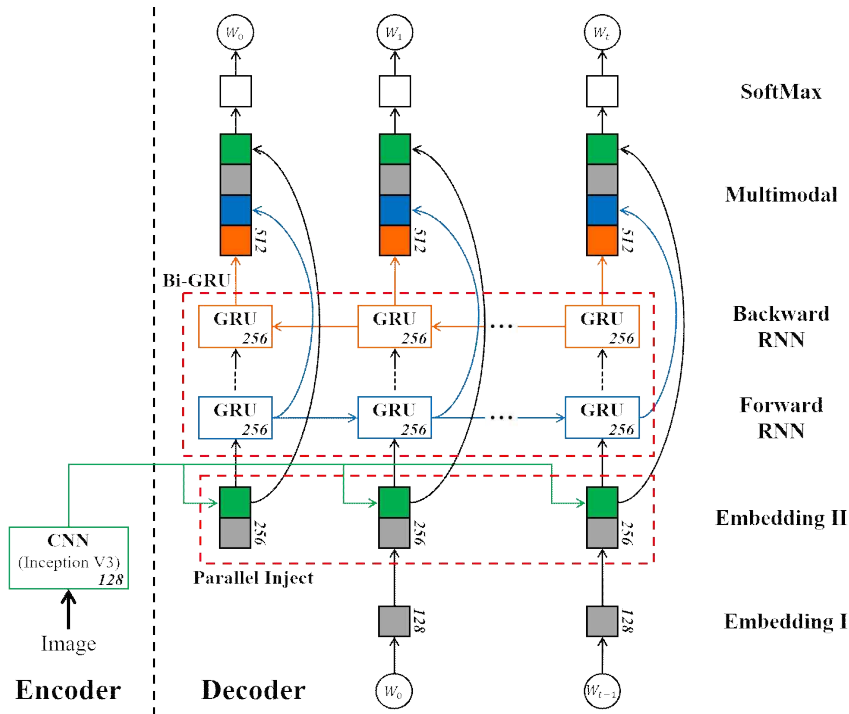 W0 W1 Wt
SoftMax
Multimodal
512 512 512
Bi-GRU
GRU 256 GRU 256 ... GRU 256
Backward
RNN
GRU 256 GRU 256 ... GRU 256
Forward
RNN
256 256 256
Embedding II
CNN
(Inception V3)
128
Parallel Inject
128 128
Embedding I
Image
Encoder
Decoder
W0 Wt−1